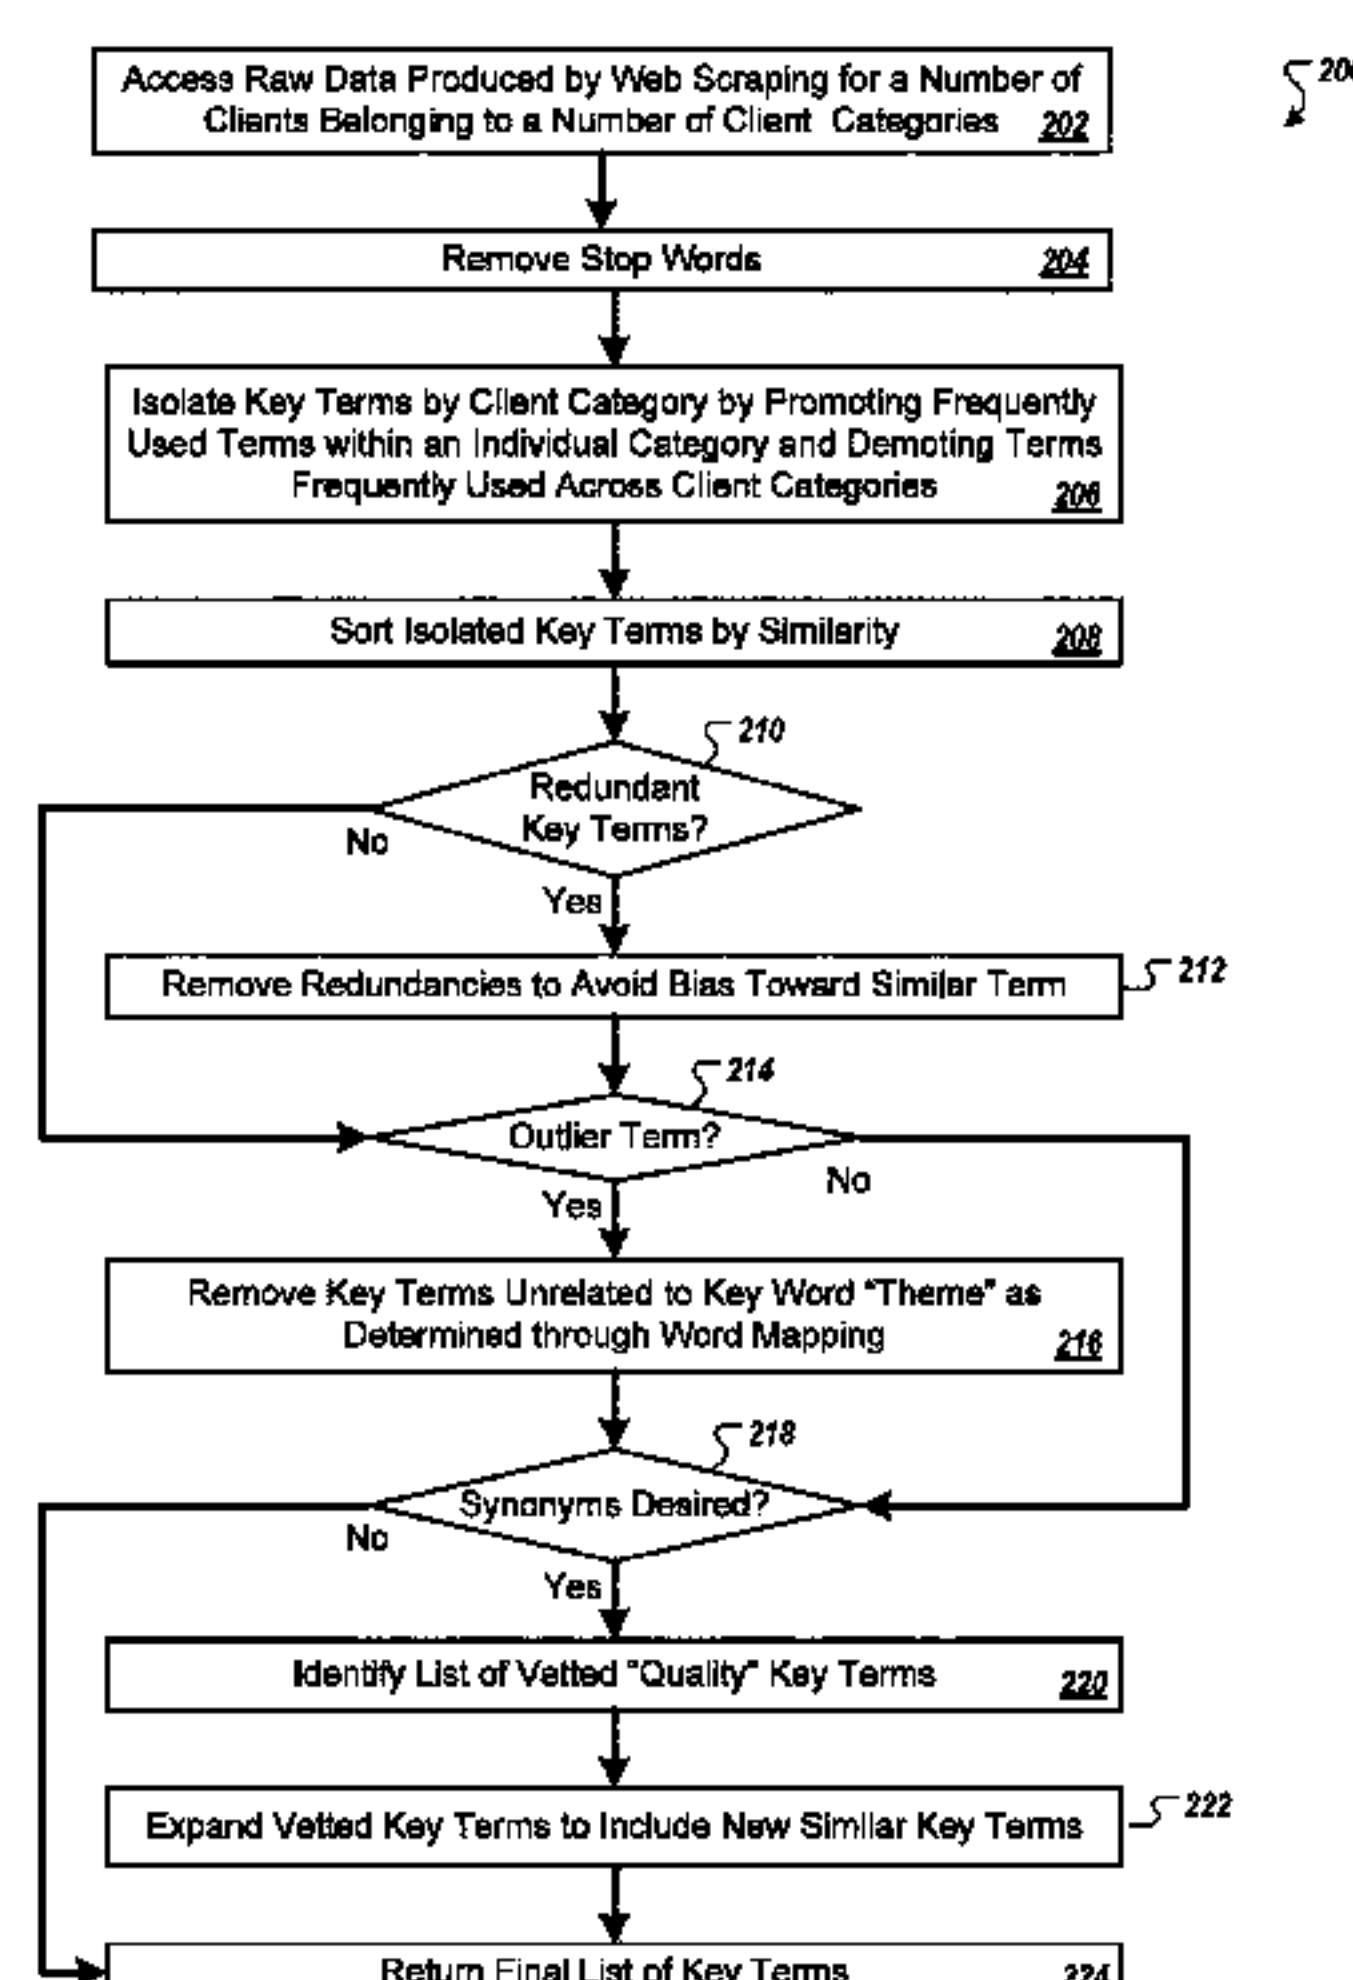 Access Raw Data Produced by Web Scraping for a Number of
Clients Belonging to a Number of Client Categories 202
Remove Stop Words 204
Isolate Key Terms by Client Category by Promoting Frequently
Used Terms within an Individual Category and Demoting Terms
Frequently Used Across Client Categories 206
Sort Isolated Key Terms by Similarity 208
210
Redundant
Key Terms?
No
Yes
Remove Redundancies to Avoid Bias Toward Similar Term 212
214
Outlier Term?
No
Yes
Remove Key Terms Unrelated to Key Word "Theme" as
Determined through Word Mapping 216
218
Synonyms Desired?
No
Yes
Identify List of Vetted "Quality" Key Terms 220
Expand Vetted Key Terms to Include New Similar Key Terms 222
Return Final List of Key Terms 224